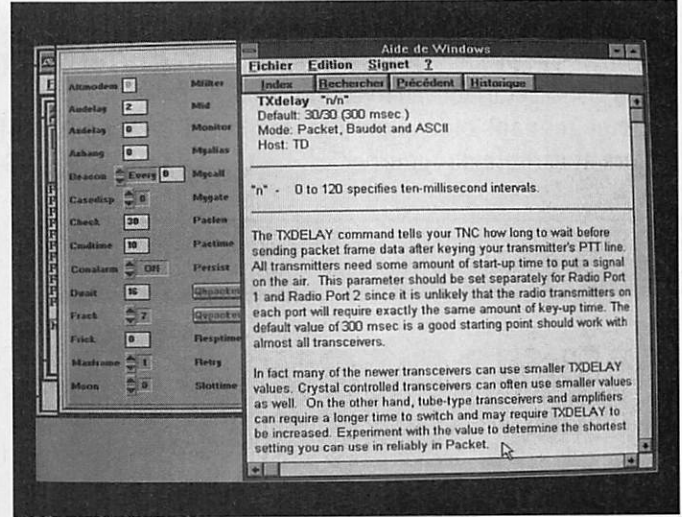 Aide de Windows
Fichier Edition Signet ?
Index Rechercher Précédent Historique
TXdelay "n/n"
Default: 30/30 (300 msec.)
Mode: Packet, Baudot and ASCII
Host: TD
"n" - 0 to 120 specifies ten-millisecond intervals.
The TXDELAY command tells your TNC how long to wait before
sending packet frame data after keying your transmitter's PTT line.
All transmitters need some amount of start-up time to put a signal
on the air. This parameter should be set separately for Radio Port
1 and Radio Port 2 since it is unlikely that the radio transmitters on
each port will require exactly the same amount of key-up time. The
default value of 300 msec is a good starting point should work with
almost all transceivers.
In fact many of the newer transceivers can use smaller TXDELAY
values. Crystal controlled transceivers can often use smaller values
as well. On the other hand, tube-type transceivers and amplifiers
can require a longer time to switch and may require TXDELAY to
be increased. Experiment with the value to determine the shortest
setting you can use in reliably in Packet.
Altmodem 0 Mfilter
Audelay 2 Mid
Axdelay 0 Monitor
Axhang 0 Myalias
Beacon Every 0 Mycall
Casedisp 0 Mygate
Check 30 Paclen
Cmdtime 10 Pactime
Conalarm Off Persist
Dwait 16
Frack 7
Frick 0 Resptime
Maxframe 1 Retry
Mson 0 Slottime